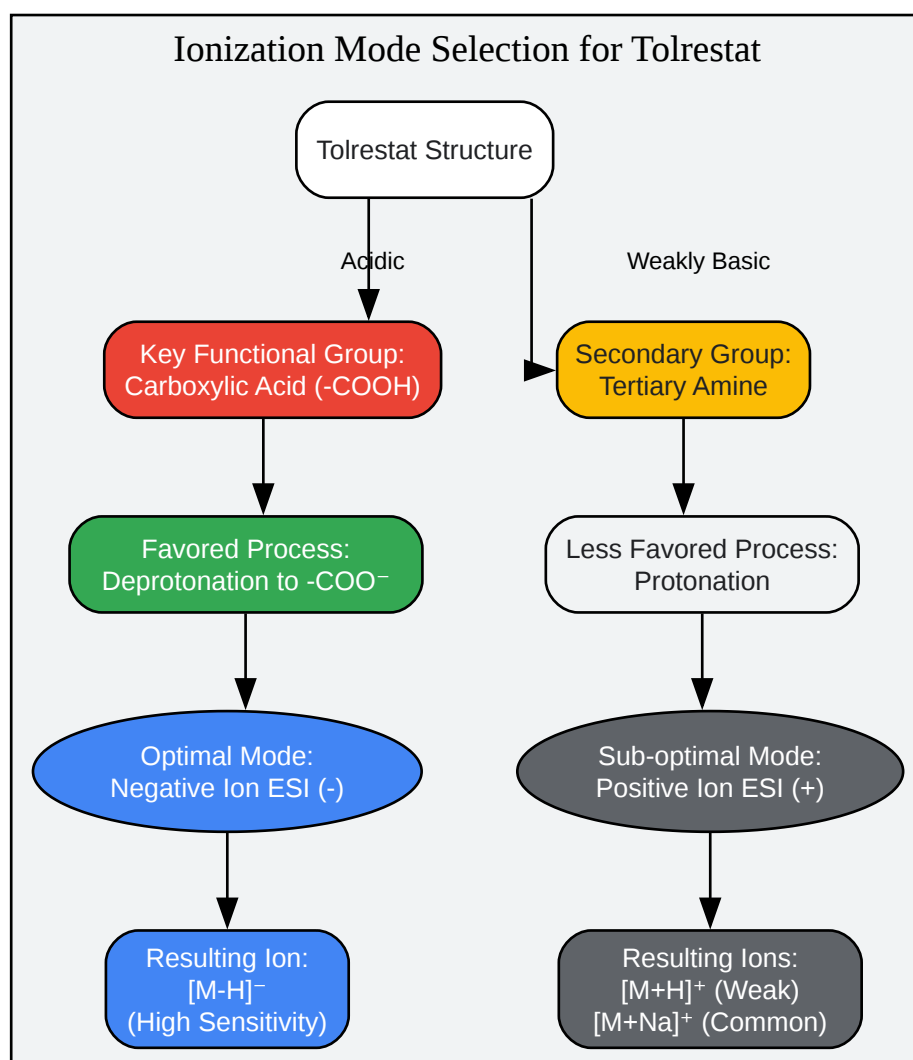 Ionization Mode Selection for Tolrestat
Tolrestat Structure
Acidic
Weakly Basic
Key Functional Group:
Carboxylic Acid (-COOH)
Secondary Group:
Tertiary Amine
Favored Process:
Deprotonation to -COO⁻
Less Favored Process:
Protonation
Optimal Mode:
Negative Ion ESI (-)
Sub-optimal Mode:
Positive Ion ESI (+)
Resulting Ion:
[M-H]⁻
(High Sensitivity)
Resulting Ions:
[M+H]⁺ (Weak)
[M+Na]⁺ (Common)